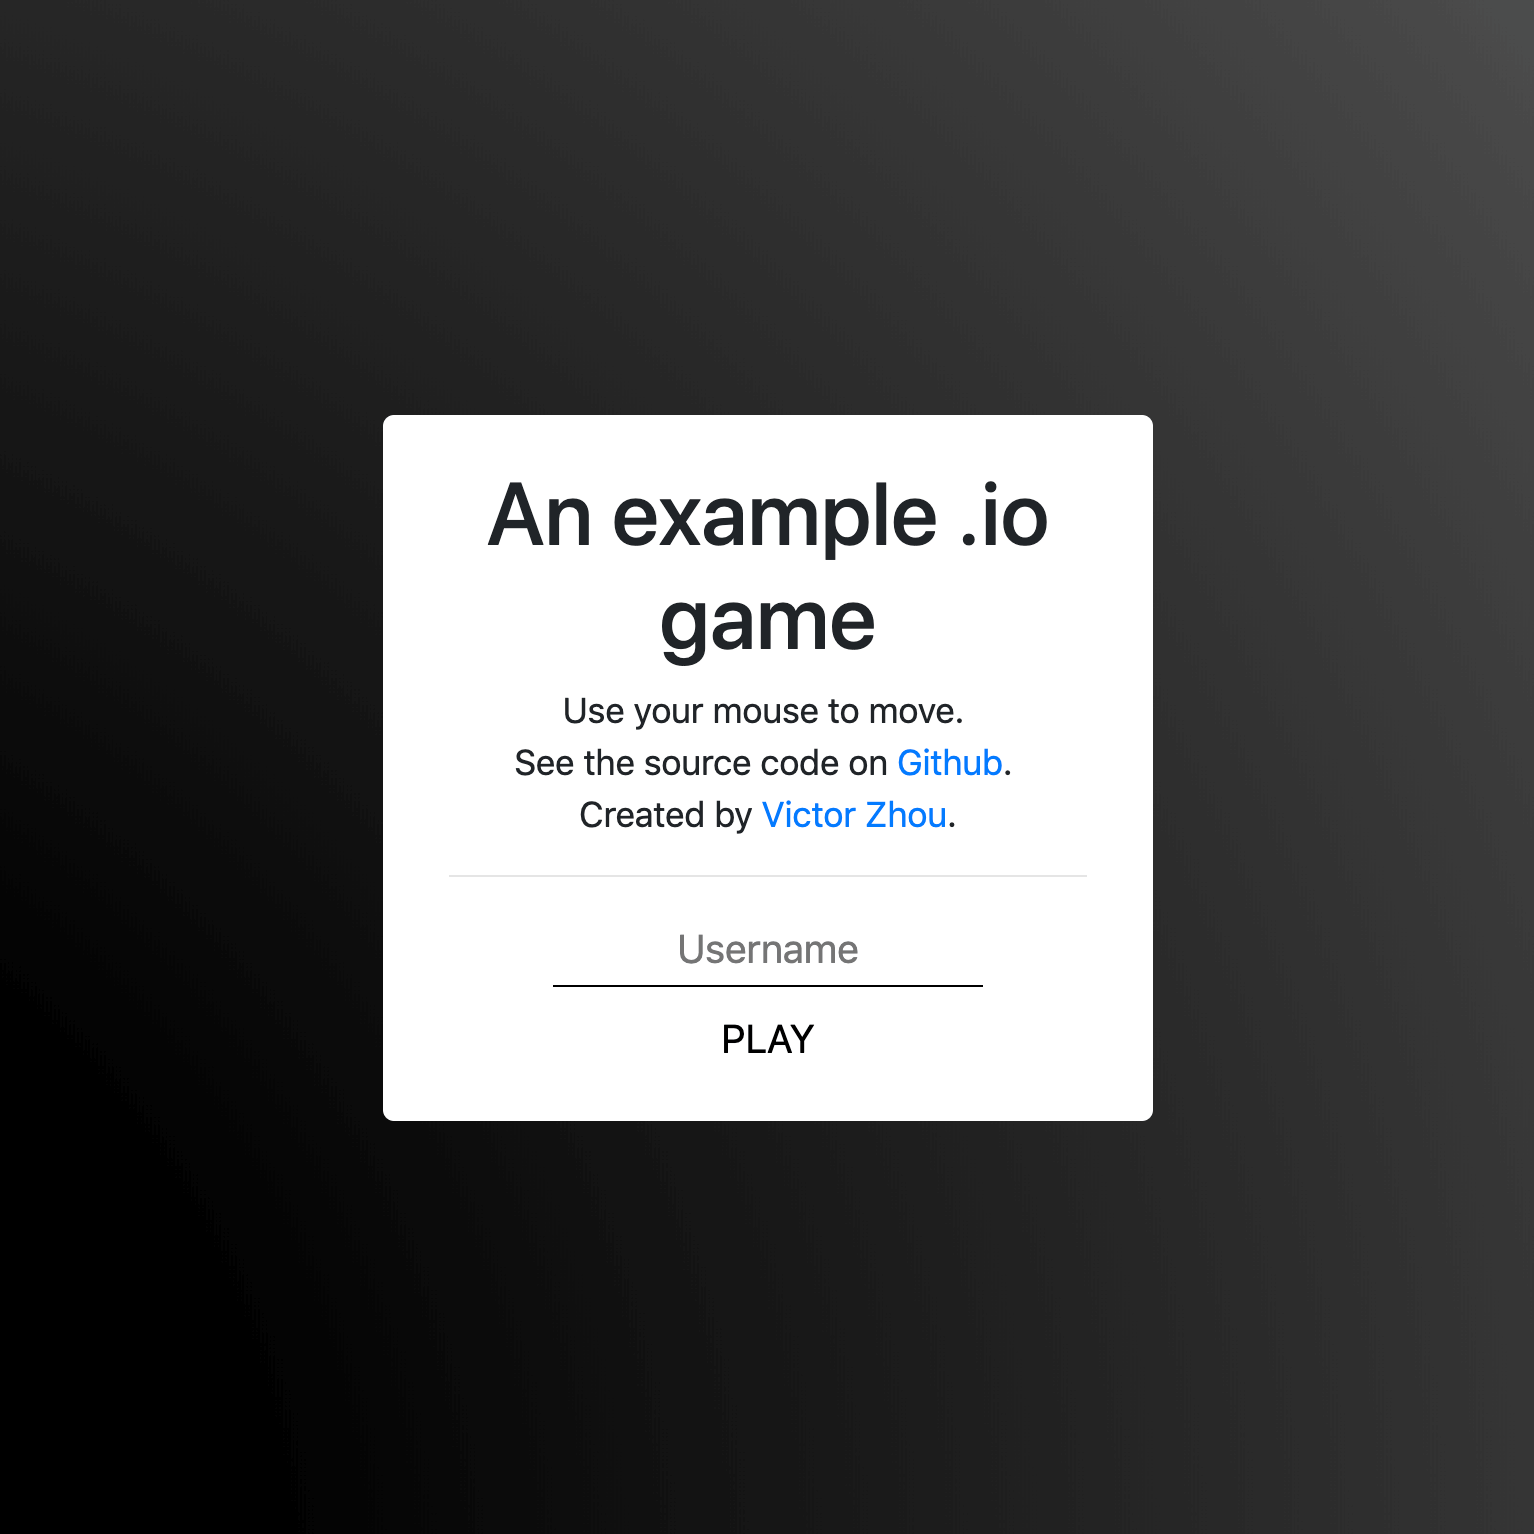 An example .io
game
Use your mouse to move.
See the source code on Github.
Created by Victor Zhou.
Username
PLAY